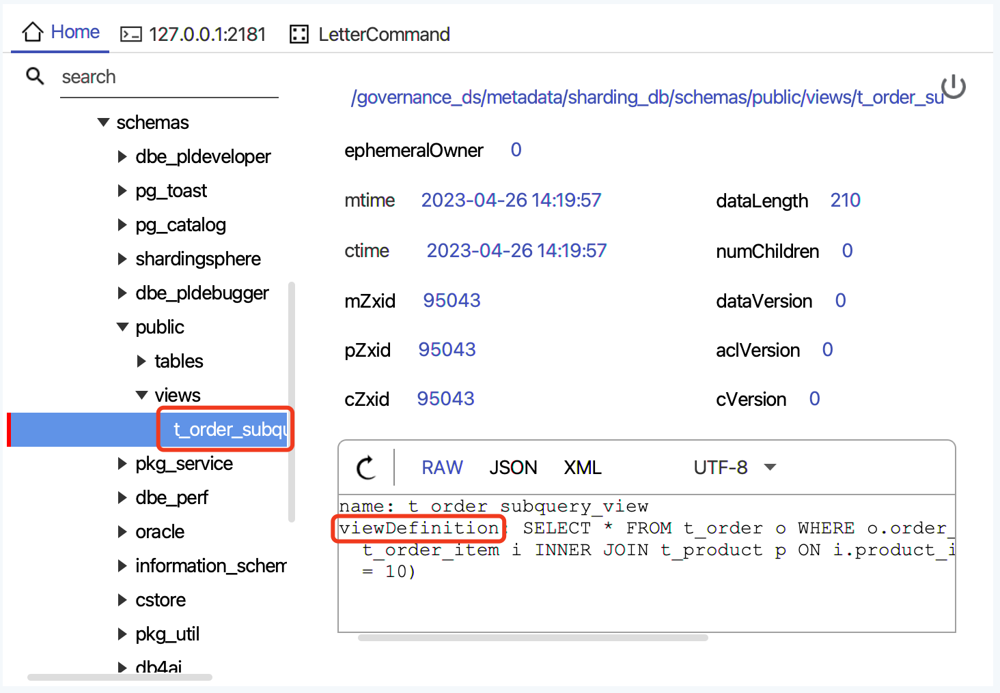 Home 127.0.0.1:2181 LetterCommand
search
schemas
dbe_pldeveloper
pg_toast
pg_catalog
shardingsphere
dbe_pldebugger
public
tables
views
t_order_subqu
pkg_service
dbe_perf
oracle
information_schem
cstore
pkg_util
db4ai
/governance_ds/metadata/sharding_db/schemas/public/views/t_order_su
ephemeralOwner 0
mtime 2023-04-26 14:19:57 dataLength 210
ctime 2023-04-26 14:19:57 numChildren 0
mZxid 95043 dataVersion 0
pZxid 95043 aclVersion 0
cZxid 95043 cVersion 0
RAW JSON XML UTF-8
name: t_order_subquery_view
viewDefinition: SELECT * FROM t_order o WHERE o.order_
t_order_item i INNER JOIN t_product p ON i.product_i
= 10)